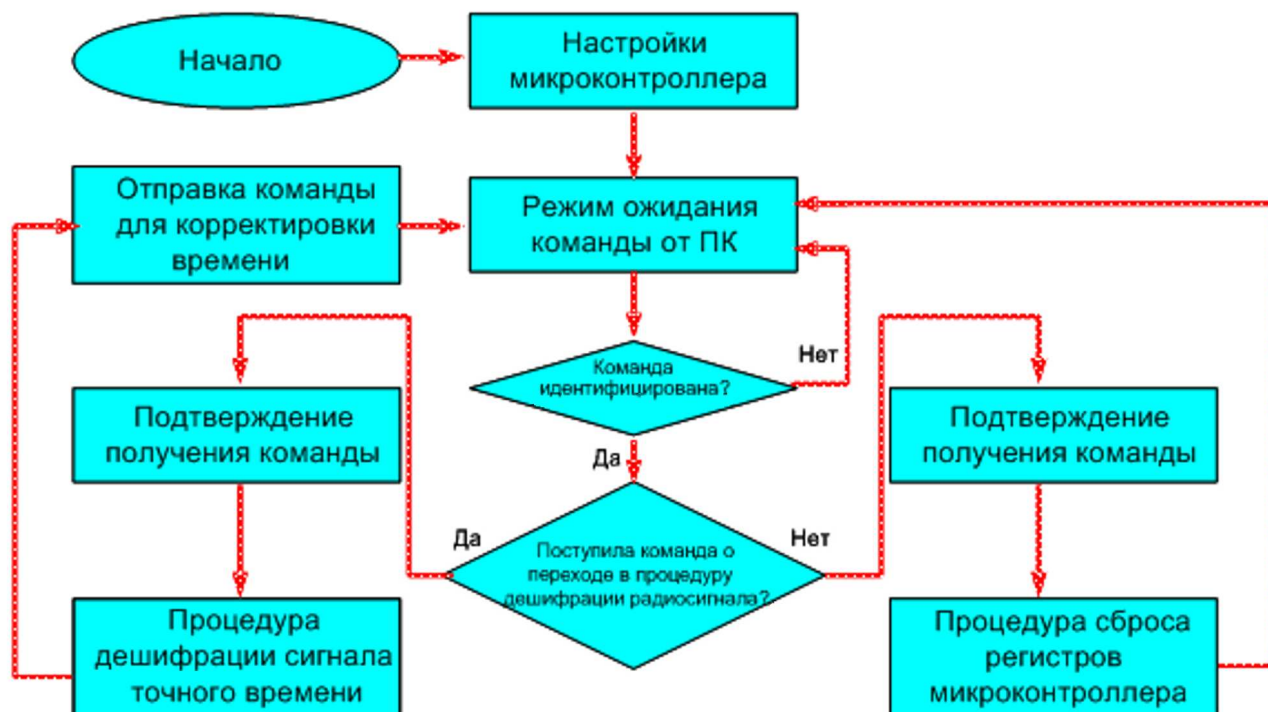 Начало
Настройки
микроконтроллера
Отправка команды
для корректировки
времени
Режим ожидания
команды от ПК
Команда
идентифицирована?
Нет
Да
Подтверждение
получения команды
Подтверждение
получения команды
Да
Поступила команда о
переходе в процедуру
дешифрации радиосигнала?
Нет
Процедура
дешифрации сигнала
точного времени
Процедура сброса
регистров
микроконтроллера